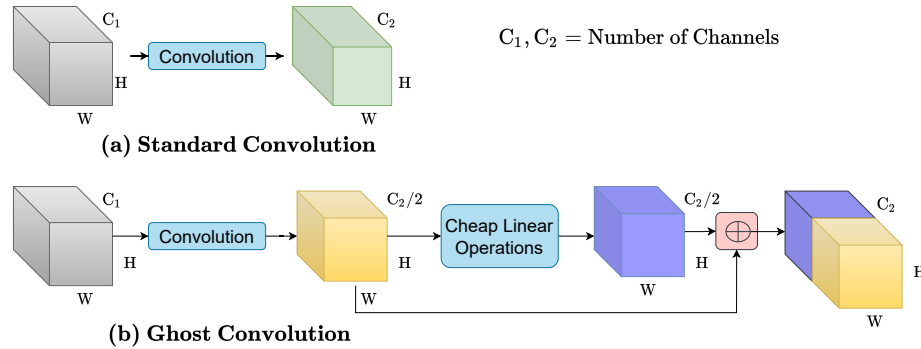 C₁
C₂
C₁, C₂ = Number of Channels
Convolution
H
H
W
W
(a) Standard Convolution
C₁
C₂/2
C₂/2
C₂
Convolution
Cheap Linear
Operations
H
H
H
H
W
W
W
W
(b) Ghost Convolution